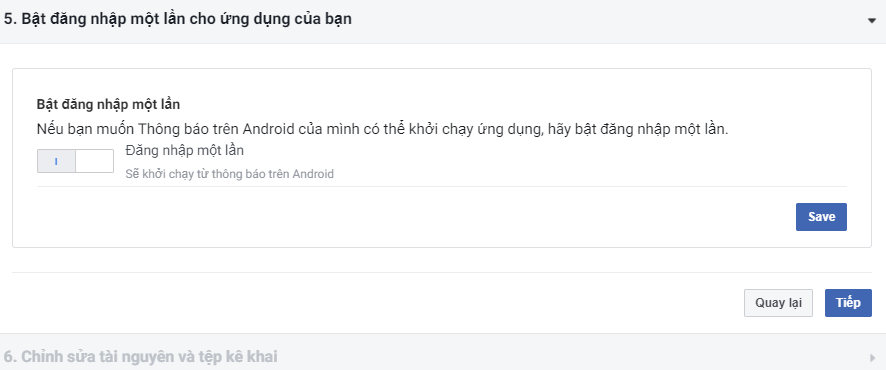 5. Bật đăng nhập một lần cho ứng dụng của bạn
Bật đăng nhập một lần
Nếu bạn muốn Thông báo trên Android của mình có thể khởi chạy ứng dụng, hãy bật đăng nhập một lần.
Đăng nhập một lần
Sẽ khởi chạy từ thông báo trên Android
Save
Quay lại
Tiếp
6. Chỉnh sửa tài nguyên và tệp kê khai